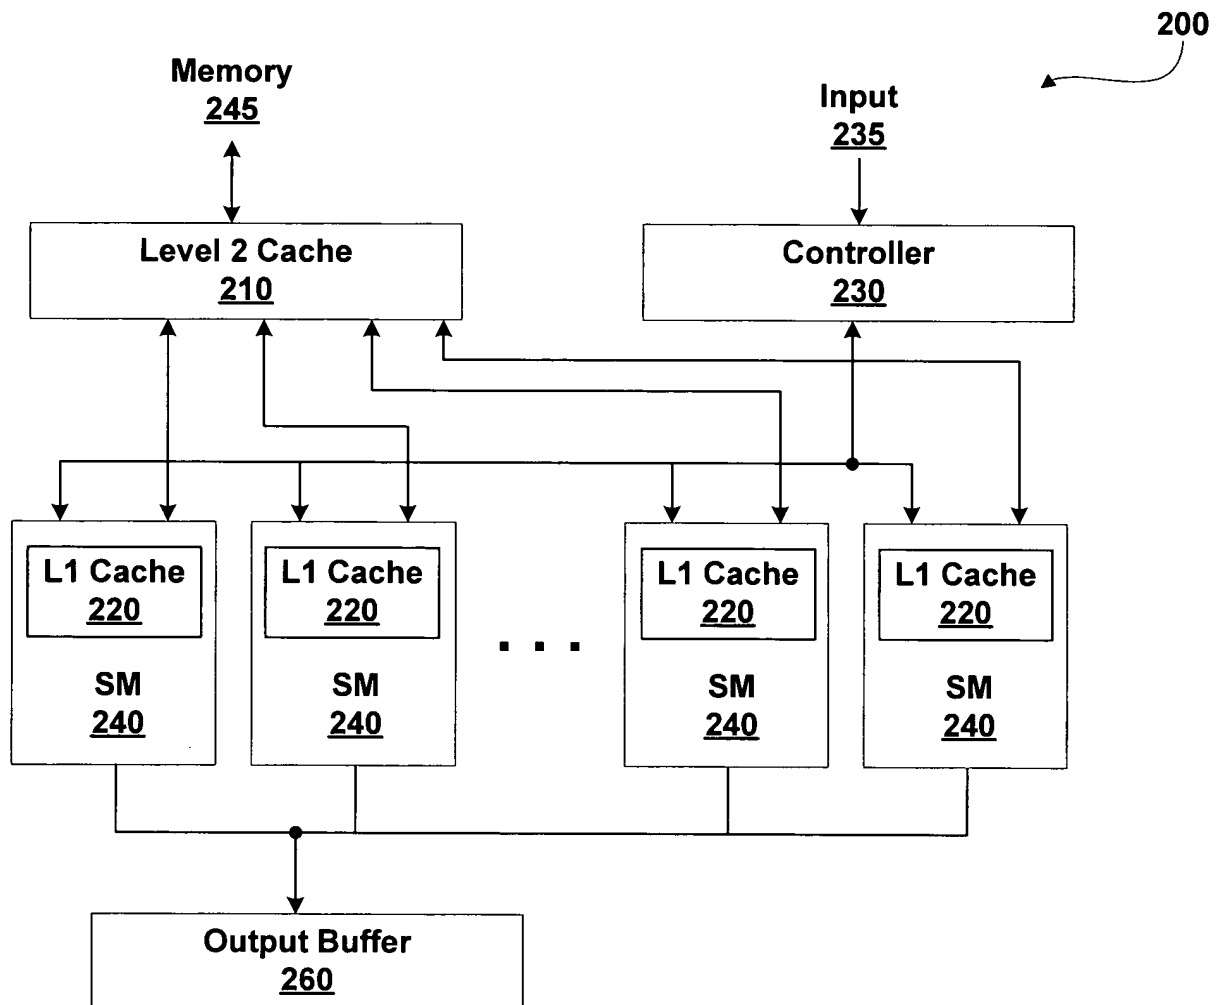 200
Memory
245
Input
235
Level 2 Cache
210
Controller
230
L1 Cache
220
SM
240
L1 Cache
220
SM
240
. . .
L1 Cache
220
SM
240
L1 Cache
220
SM
240
Output Buffer
260